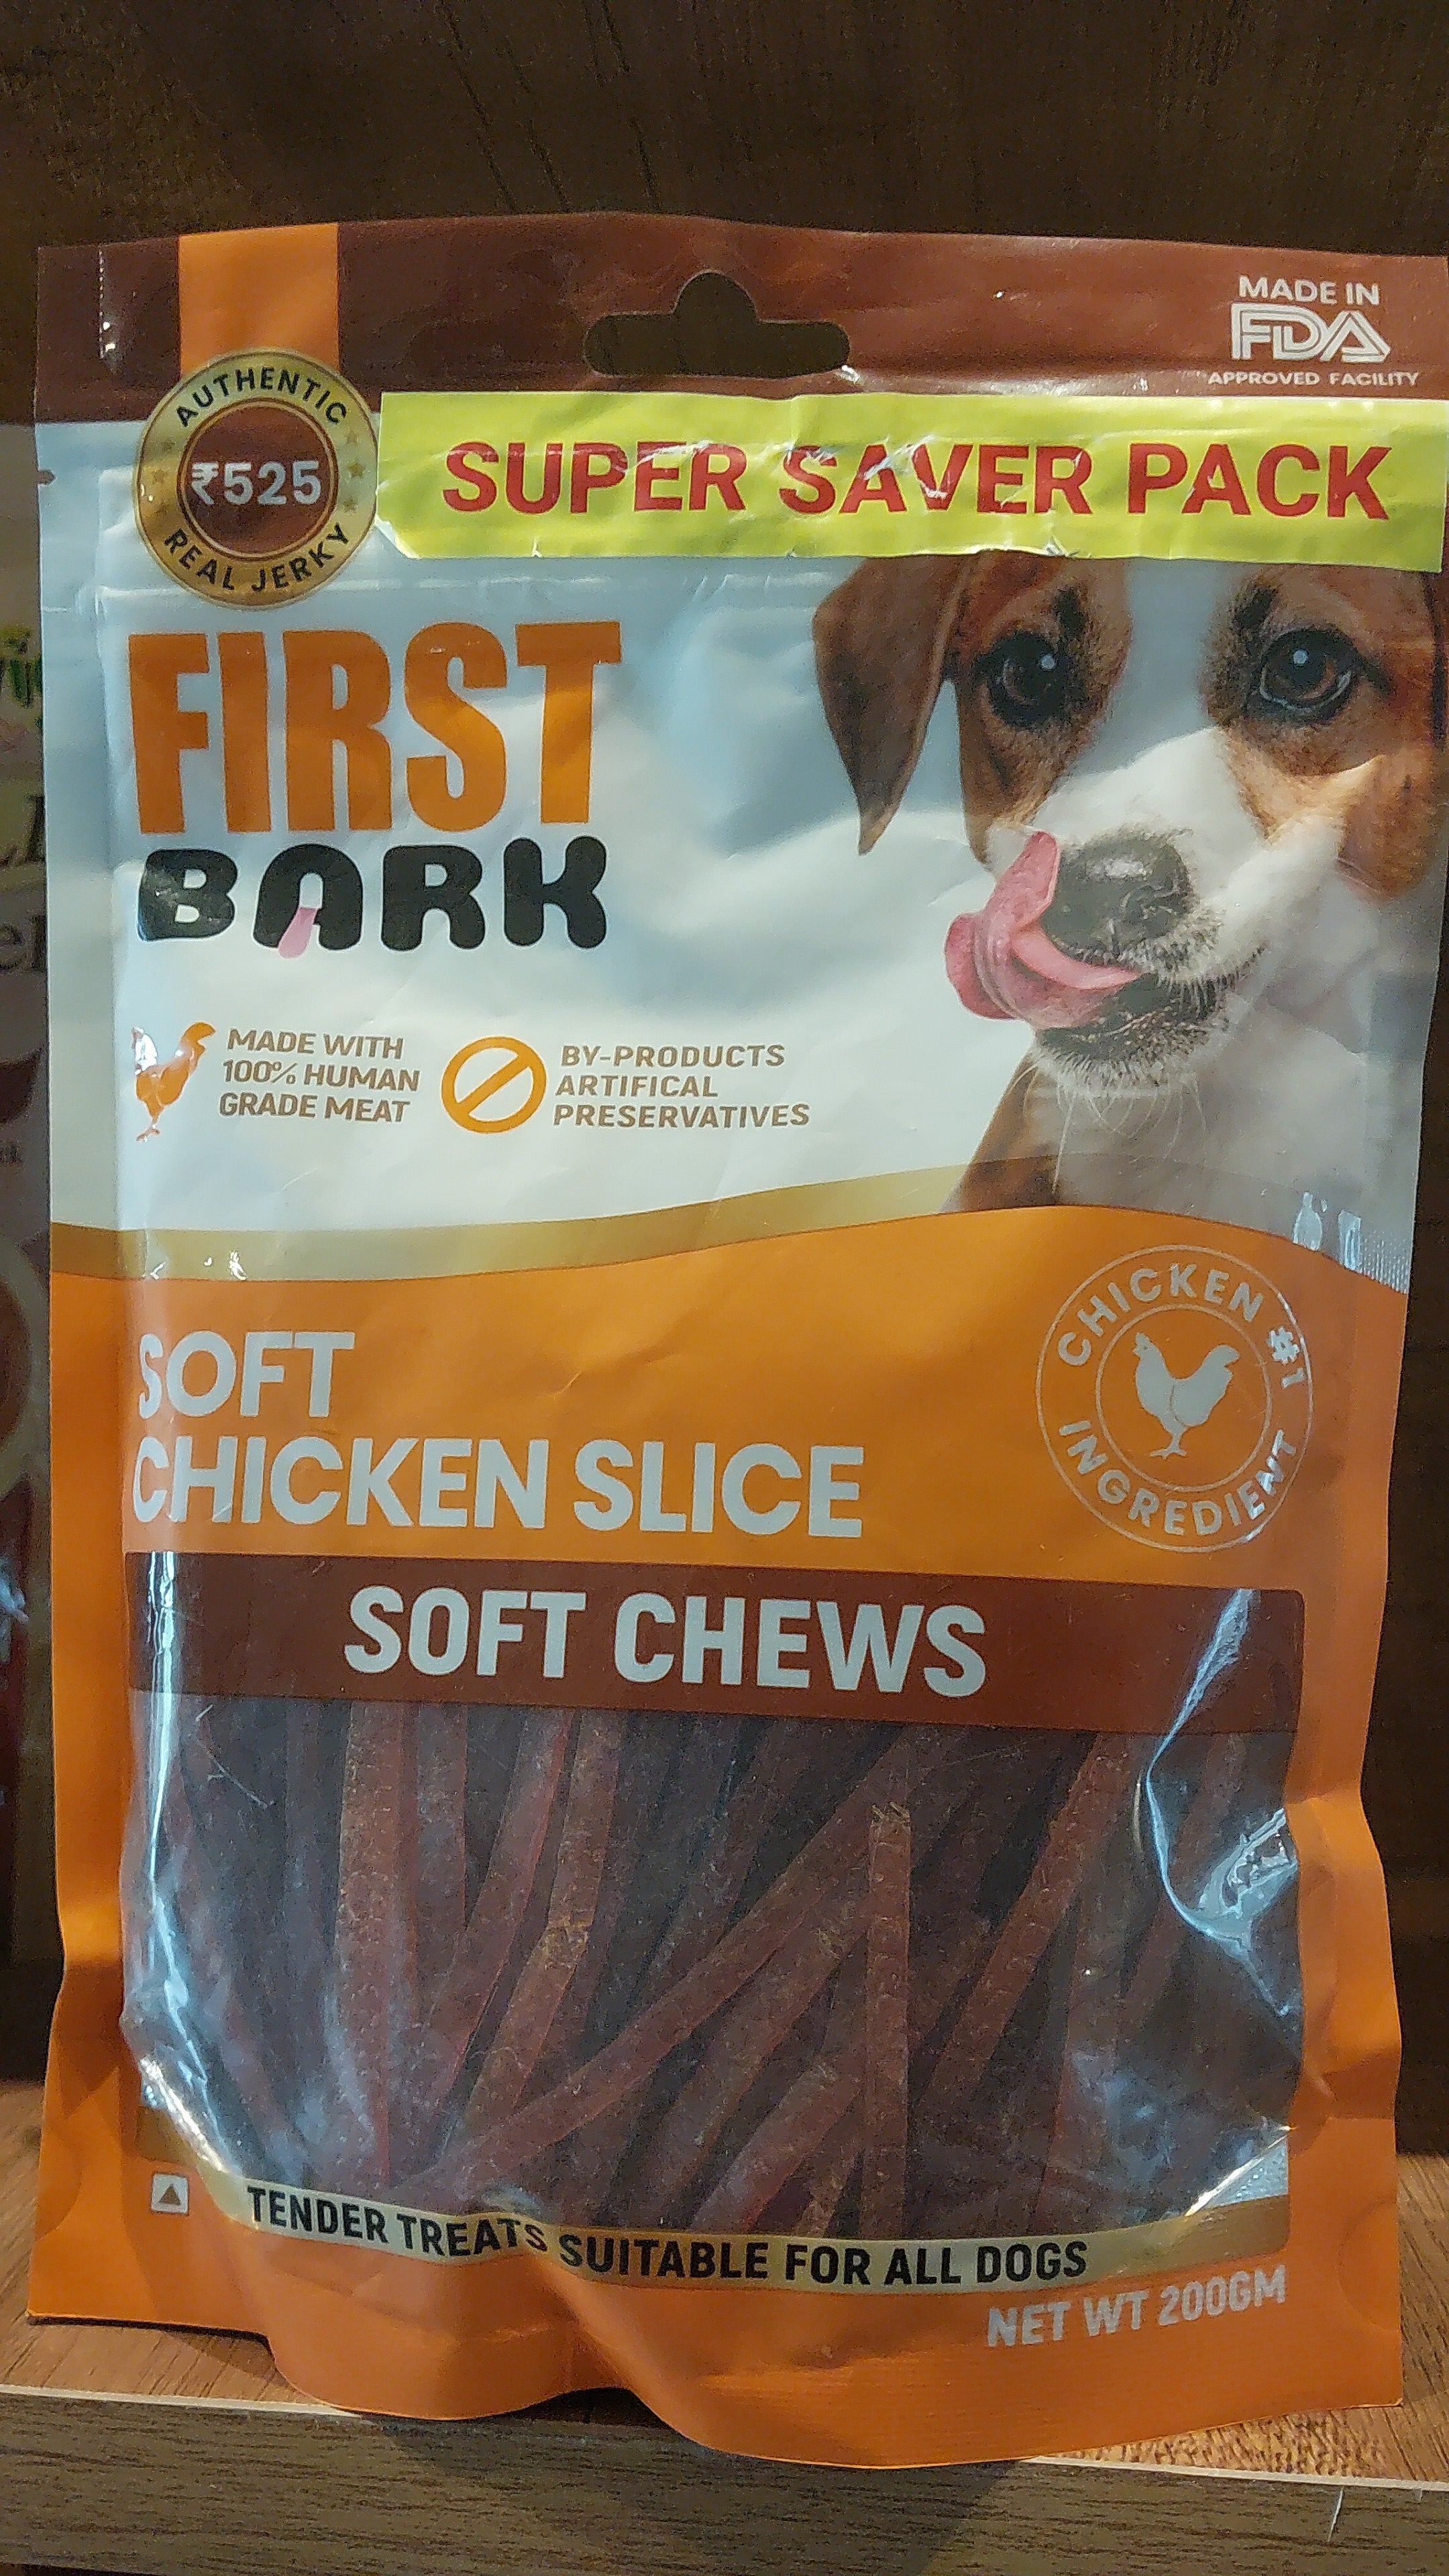 MADE IN
FDA
APPROVED FACILITY
AUTHENTIC
₹525
REAL JERKY
SUPER SAVER PACK
FIRST
BARK
MADE WITH
100% HUMAN
GRADE MEAT
BY-PRODUCTS
ARTIFICAL
PRESERVATIVES
CHICKEN #1
INGREDIENT
SOFT
CHICKEN SLICE
SOFT CHEWS
TENDER TREATS SUITABLE FOR ALL DOGS
NET WT 200GM